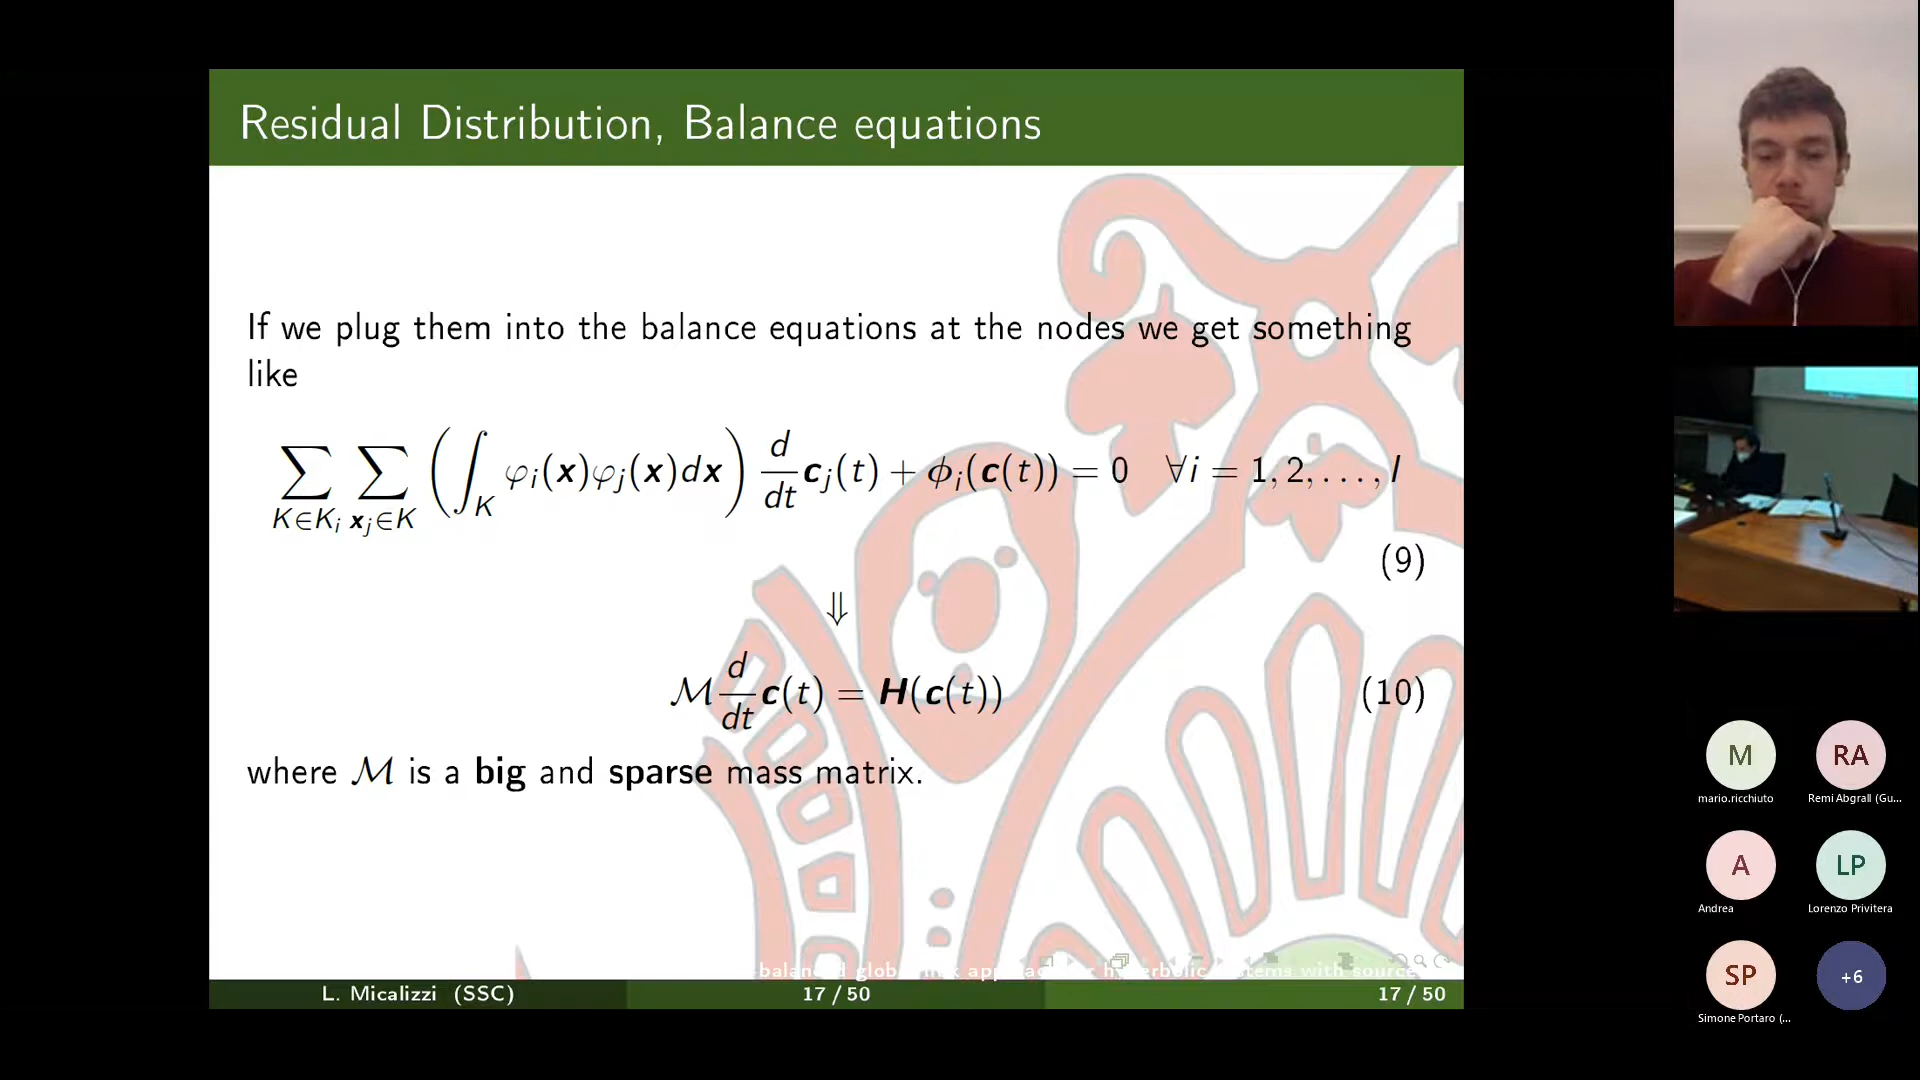 Residual Distribution, Balance equations
If we plug them into the balance equations at the nodes we get something
like
∑_{K∈K_i} ∑_{x_j∈K} (∫_K φ_i(x)φ_j(x)dx) d/dt c_j(t) + ϕ_i(c(t)) = 0 ∀i = 1, 2, . . . , I
(9)
⇓
M d/dt c(t) = H(c(t)) (10)
where M is a big and sparse mass matrix.
L. Micalizzi (SSC) 17 / 50 17 / 50
M RA
mario.ricchiuto Remi Abgrall (Gu...
A LP
Andrea Lorenzo Privitera
SP +6
Simone Portaro (...